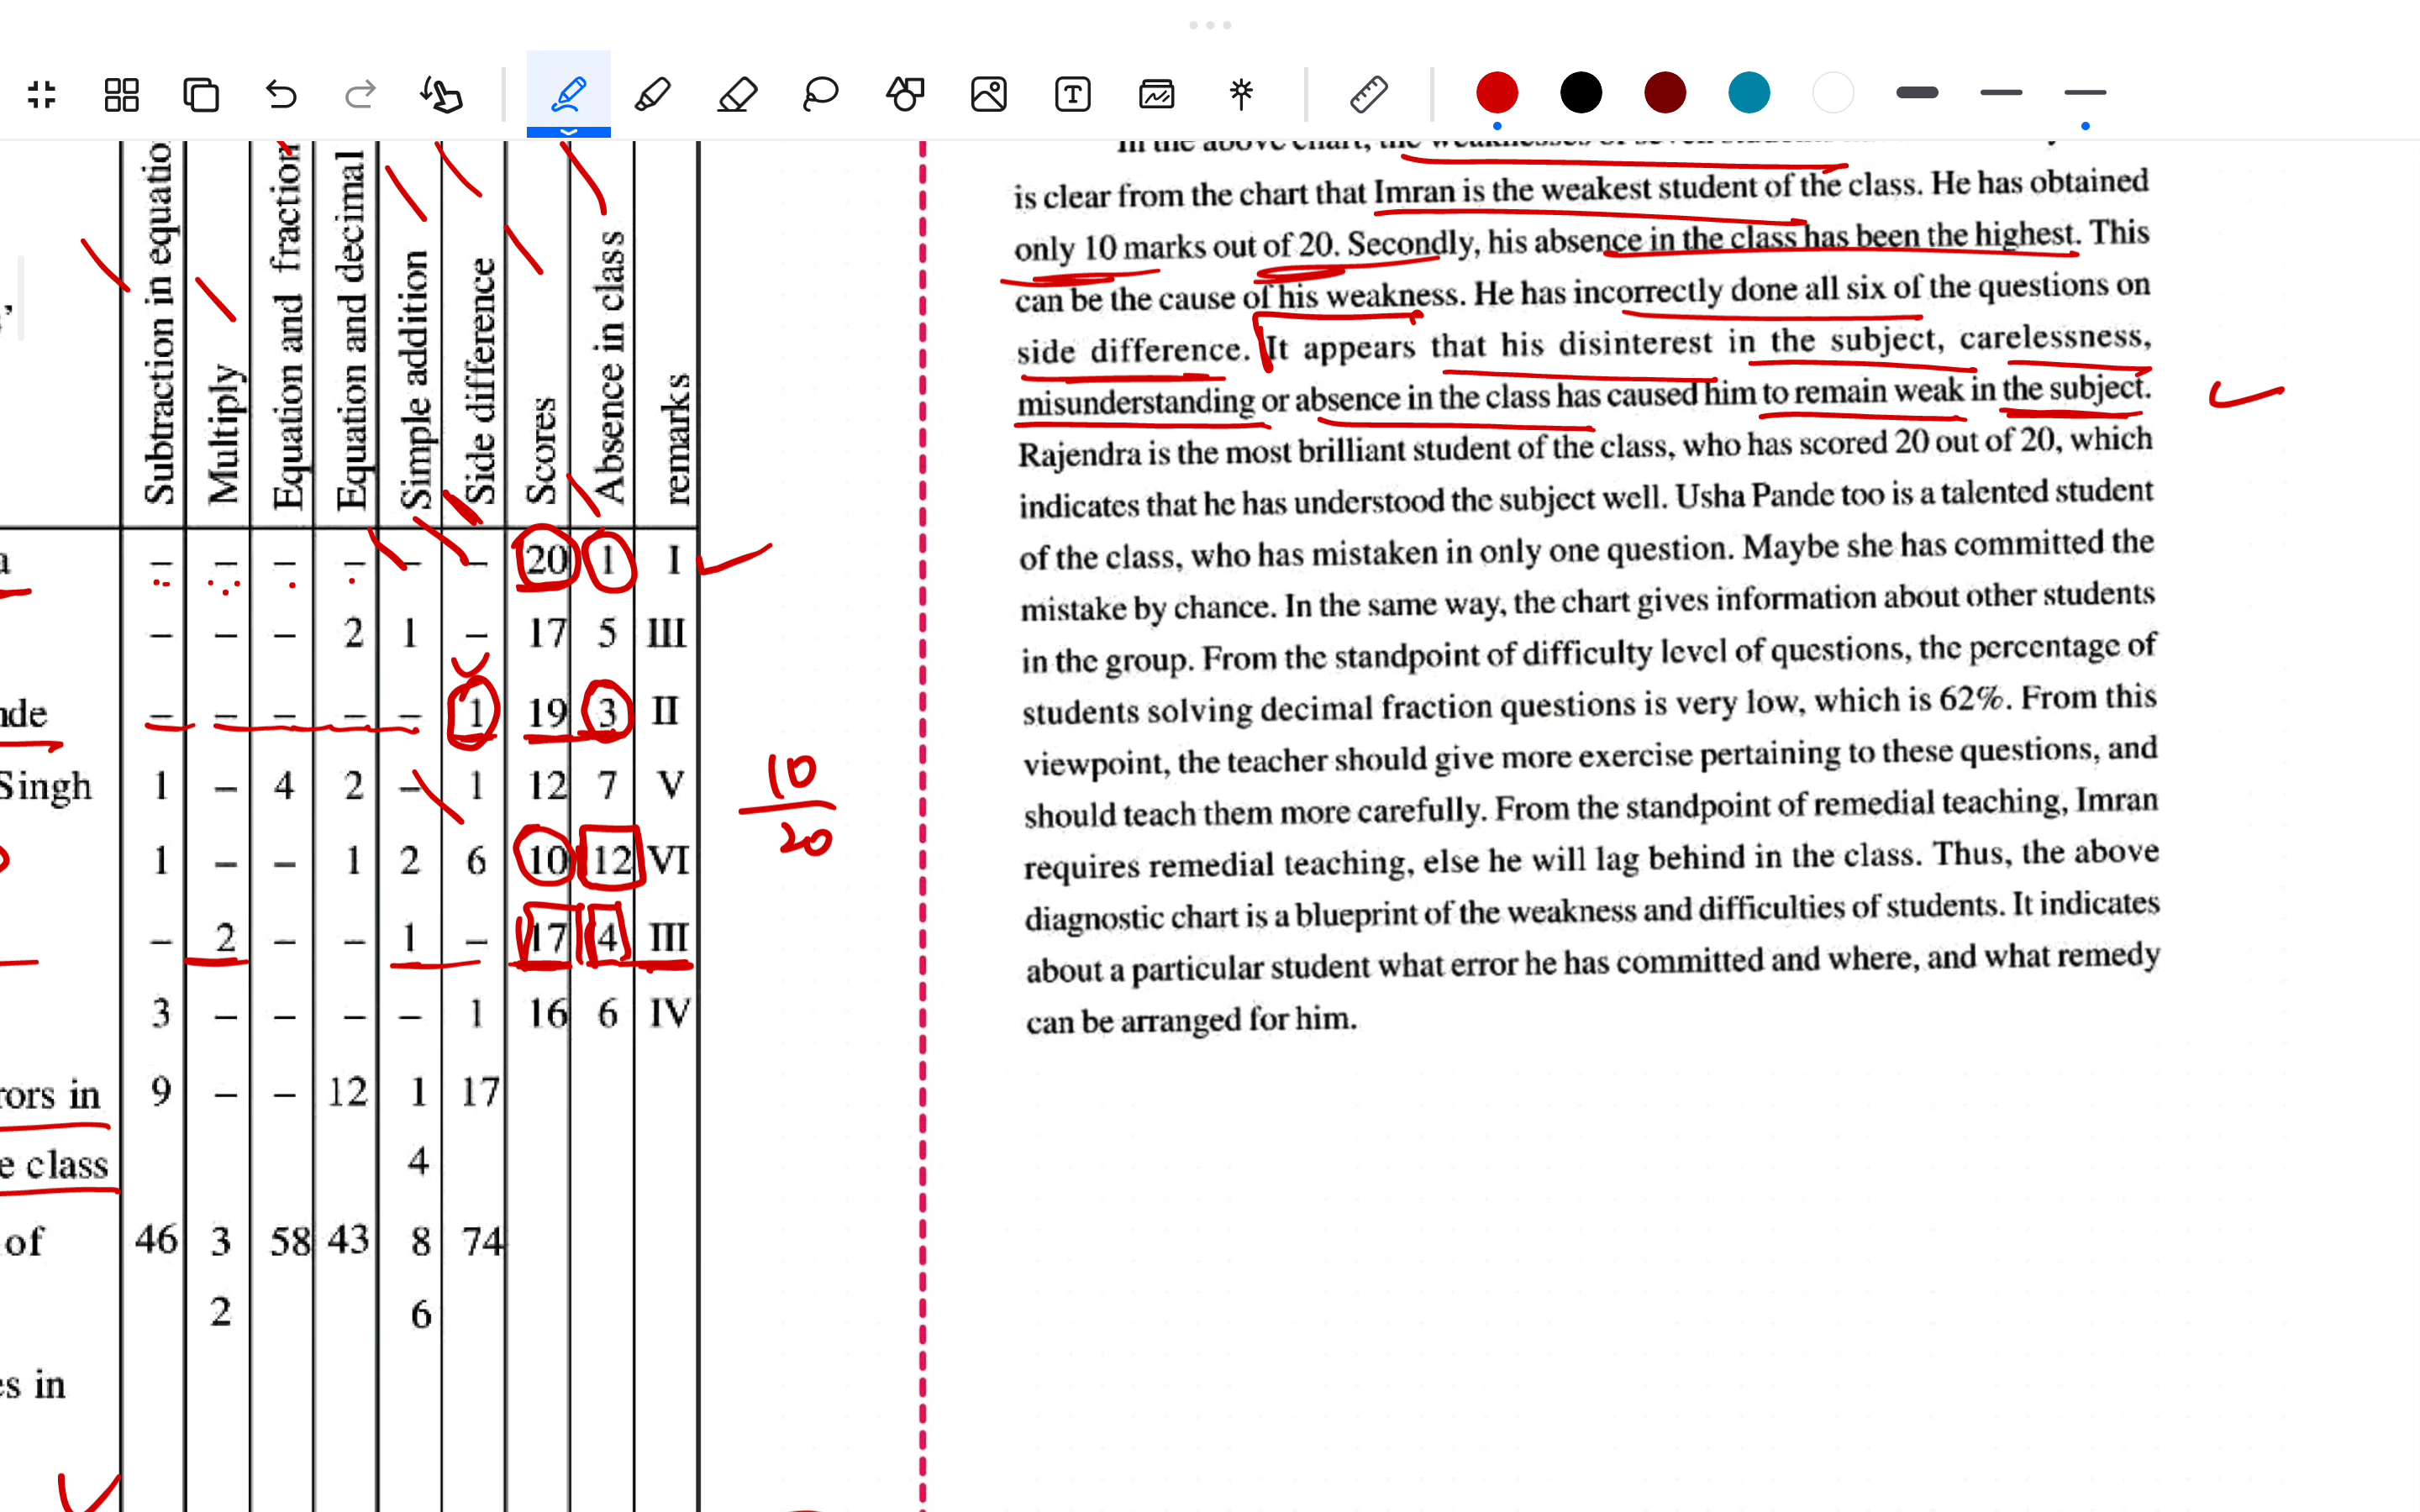 Subtraction in equatio
Multiply
Equation and fraction
Equation and decimal
Simple addition
Side difference
Scores
Absence in class
remarks
a – – – – – – 20 1 I
– – – 2 1 – 17 5 III
nde – – – – – 1 19 3 II
Singh 1 – 4 2 – 1 12 7 V
1 – – 1 2 6 10 12 VI
– 2 – – 1 – 17 4 III
3 – – – – 1 16 6 IV
rors in 9 – – 12 1 17
e class 4
of 46 3 58 43 8 74
2 6
es in
10
20
In the above chart, the weaknesses of seven students
is clear from the chart that Imran is the weakest student of the class. He has obtained
only 10 marks out of 20. Secondly, his absence in the class has been the highest. This
can be the cause of his weakness. He has incorrectly done all six of the questions on
side difference. It appears that his disinterest in the subject, carelessness,
misunderstanding or absence in the class has caused him to remain weak in the subject.
Rajendra is the most brilliant student of the class, who has scored 20 out of 20, which
indicates that he has understood the subject well. Usha Pande too is a talented student
of the class, who has mistaken in only one question. Maybe she has committed the
mistake by chance. In the same way, the chart gives information about other students
in the group. From the standpoint of difficulty level of questions, the percentage of
students solving decimal fraction questions is very low, which is 62%. From this
viewpoint, the teacher should give more exercise pertaining to these questions, and
should teach them more carefully. From the standpoint of remedial teaching, Imran
requires remedial teaching, else he will lag behind in the class. Thus, the above
diagnostic chart is a blueprint of the weakness and difficulties of students. It indicates
about a particular student what error he has committed and where, and what remedy
can be arranged for him.